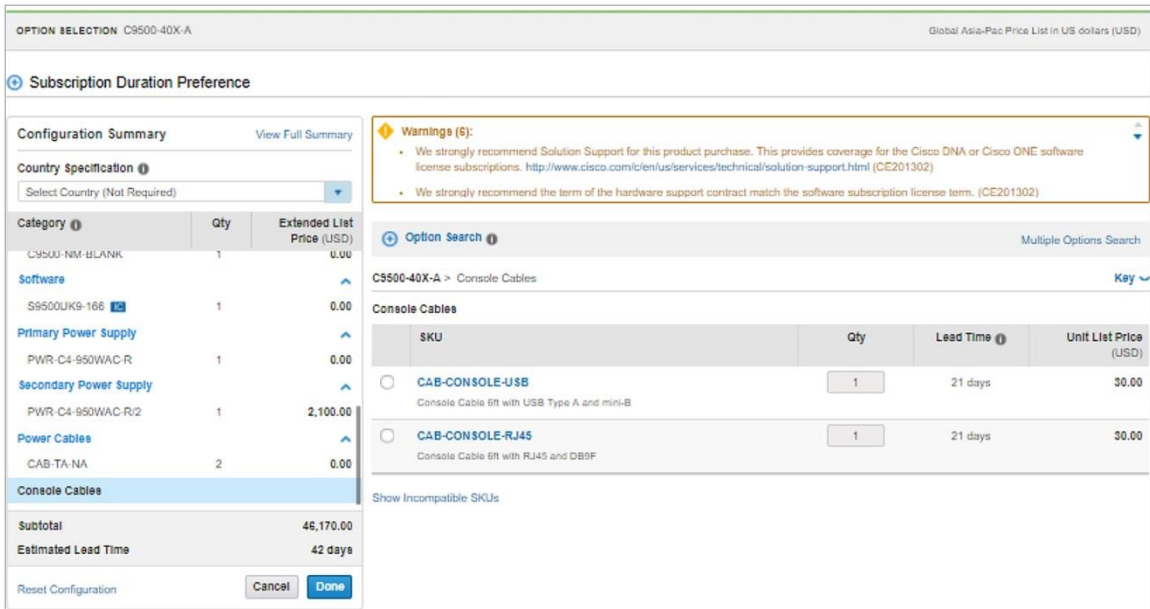 OPTION SELECTION C9500-40X-A
Global Asia-Pac Price List in US dollars (USD)
Subscription Duration Preference
Configuration Summary
View Full Summary
Country Specification
Select Country (Not Required)
Category Qty Extended List
Price (USD)
C9500-NM-BLANK 1 0.00
Software
S9500UK9-166 IC 1 0.00
Primary Power Supply
PWR-C4-950WAC-R 1 0.00
Secondary Power Supply
PWR-C4-950WAC-R/2 1 2,100.00
Power Cables
CAB-TA-NA 2 0.00
Console Cables
Subtotal 46,170.00
Estimated Lead Time 42 days
Reset Configuration Cancel Done
Warnings (6):
We strongly recommend Solution Support for this product purchase. This provides coverage for the Cisco DNA or Cisco ONE software
license subscriptions. http://www.cisco.com/c/en/us/services/technical/solution-support.html (CE201302)
We strongly recommend the term of the hardware support contract match the software subscription license term. (CE201302)
Option Search
Multiple Options Search
C9500-40X-A > Console Cables
Key
Console Cables
SKU Qty Lead Time Unit List Price
(USD)
CAB-CONSOLE-USB 1 21 days 30.00
Console Cable 6ft with USB Type A and mini-B
CAB-CONSOLE-RJ45 1 21 days 30.00
Console Cable 6ft with RJ45 and DB9F
Show Incompatible SKUs